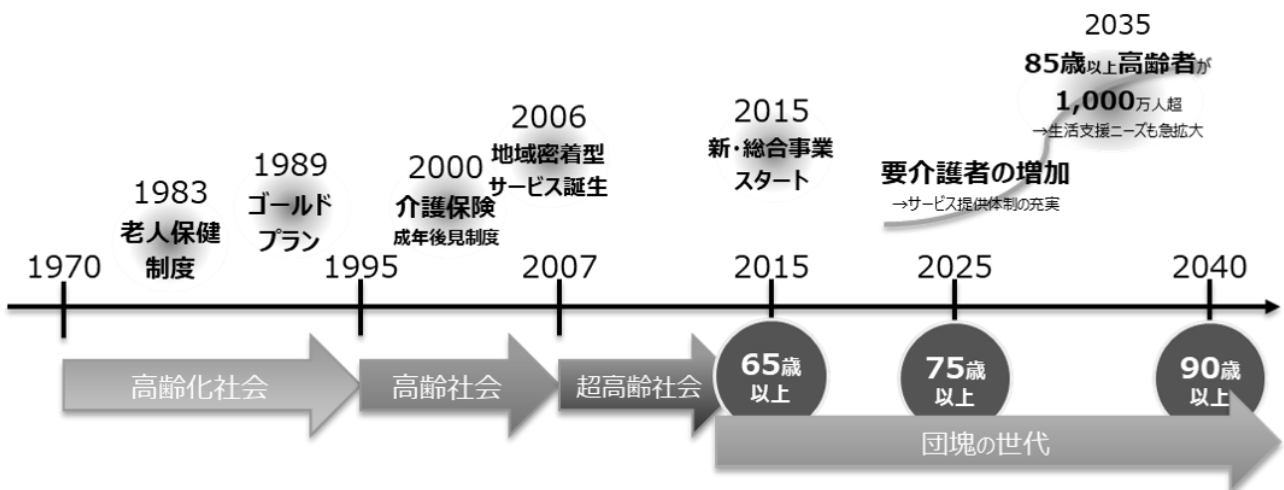 2035
85歳以上高齢者が
1,000万人超
→生活支援ニーズも急拡大
2015
新・総合事業
スタート
2006
地域密着型
サービス誕生
1989
ゴールド
プラン
2000
介護保険
成年後見制度
1983
老人保健
制度
要介護者の増加
→サービス提供体制の充実
1970
1995
2007
2015
2025
2040
高齢化社会
高齢社会
超高齢社会
65歳
以上
75歳
以上
90歳
以上
団塊の世代